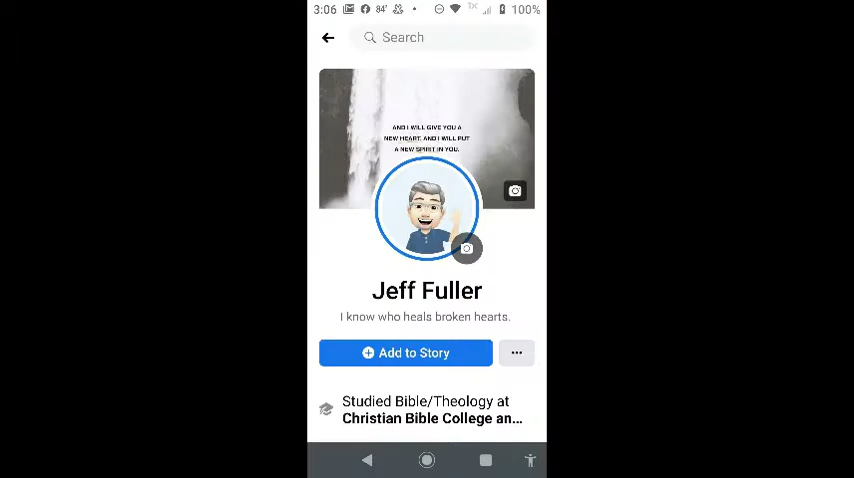 3:06 84° 100%
Search
AND I WILL GIVE YOU A
NEW HEART, AND I WILL PUT
A NEW SPIRIT IN YOU.
Jeff Fuller
I know who heals broken hearts.
Add to Story
Studied Bible/Theology at
Christian Bible College an...